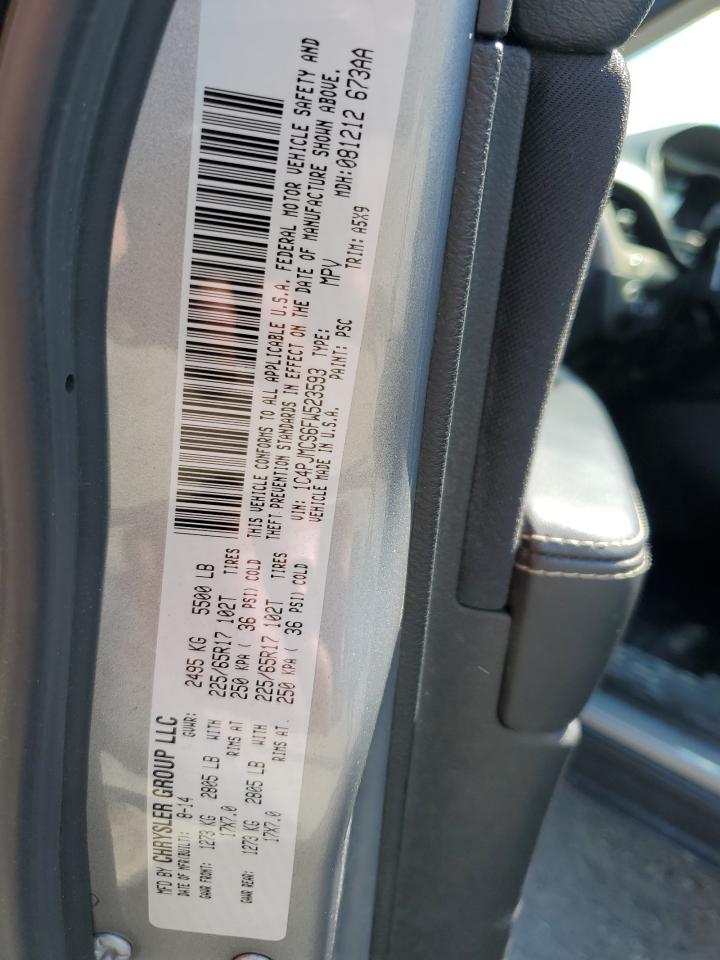 MFD BY CHRYSLER GROUP LLC
DATE OF MFR(BUILT): 8-14 GVWR: 2495 KG 5500 LB
GAWR FRONT: 1273 KG 2805 LB WITH 225/65R17 102T TIRES
17X7.0 RIMS AT 250 KPA ( 36 PSI) COLD
GAWR REAR: 1273 KG 2805 LB WITH 225/65R17 102T TIRES
17X7.0 RIMS AT. 250 KPA ( 36 PSI) COLD
THIS VEHICLE CONFORMS TO ALL APPLICABLE U.S.A. FEDERAL MOTOR VEHICLE SAFETY AND
THEFT PREVENTION STANDARDS IN EFFECT ON THE DATE OF MANUFACTURE SHOWN ABOVE.
VIN: 1C4PJMCS6FW523593 TYPE: MPV MDH:081212 673AA
VEHICLE MADE IN U.S.A. PAINT: PSC TRIM: A5X9